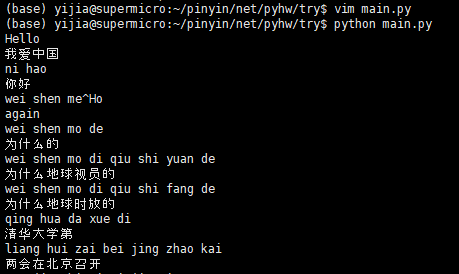 (base) yijia@supermicro:~/pinyin/net/pyhw/try$ vim main.py
(base) yijia@supermicro:~/pinyin/net/pyhw/try$ python main.py
Hello
我爱中国
ni hao
你好
wei shen me^Ho
again
wei shen mo de
为什么的
wei shen mo di qiu shi yuan de
为什么地球视员的
wei shen mo di qiu shi fang de
为什么地球时放的
qing hua da xue di
清华大学第
liang hui zai bei jing zhao kai
两会在北京召开